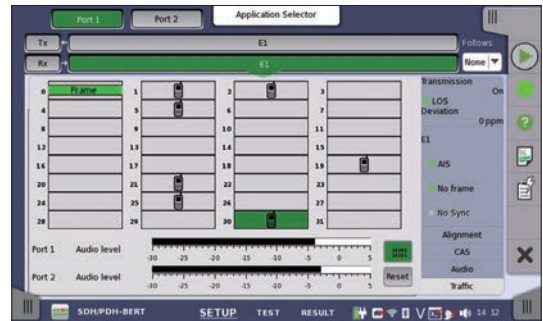 Port 1 Port 2 Application Selector
Tx E1 Follows
Rx E1 None
0 Frame 1 2 3
4 5 6 7
8 9 10 11
12 13 14 15
16 17 18 19
20 21 22 23
24 25 26 27
28 29 30 31
Transmission
On
LOS
Deviation
0 ppm
E1
AIS
No frame
No Sync
Alignment
CAS
Audio
Traffic
Port 1 Audio level -30 -25 -20 -15 -10 -5 0 5
Port 2 Audio level -30 -25 -20 -15 -10 -5 0 5 Reset
SDH/PDH-BERT SETUP TEST RESULT 14 12